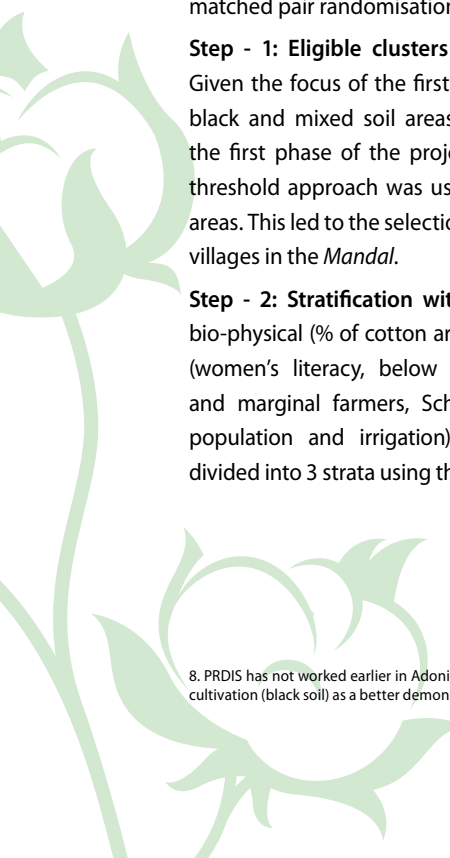 matched pair randomisation
Step - 1: Eligible clusters
Given the focus of the first
black and mixed soil areas
the first phase of the proj
threshold approach was us
areas. This led to the selecti
villages in the Mandal.
Step - 2: Stratification wit
bio-physical (% of cotton ar
(women's literacy, below
and marginal farmers, Sch
population and irrigation)
divided into 3 strata using th
8. PRDIS has not worked earlier in Adoni
cultivation (black soil) as a better demon